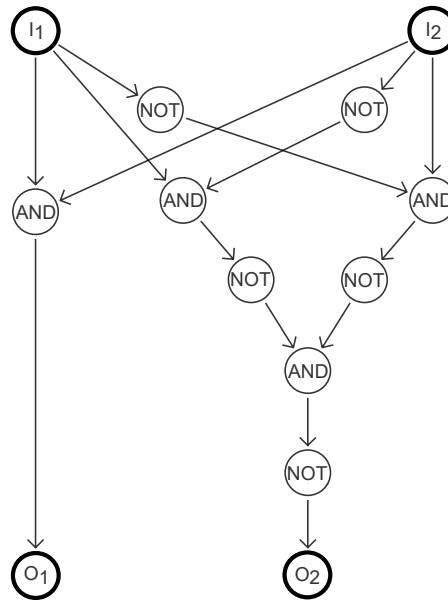 I1 I2
NOT NOT
AND AND AND
NOT NOT
AND
NOT
O1 O2